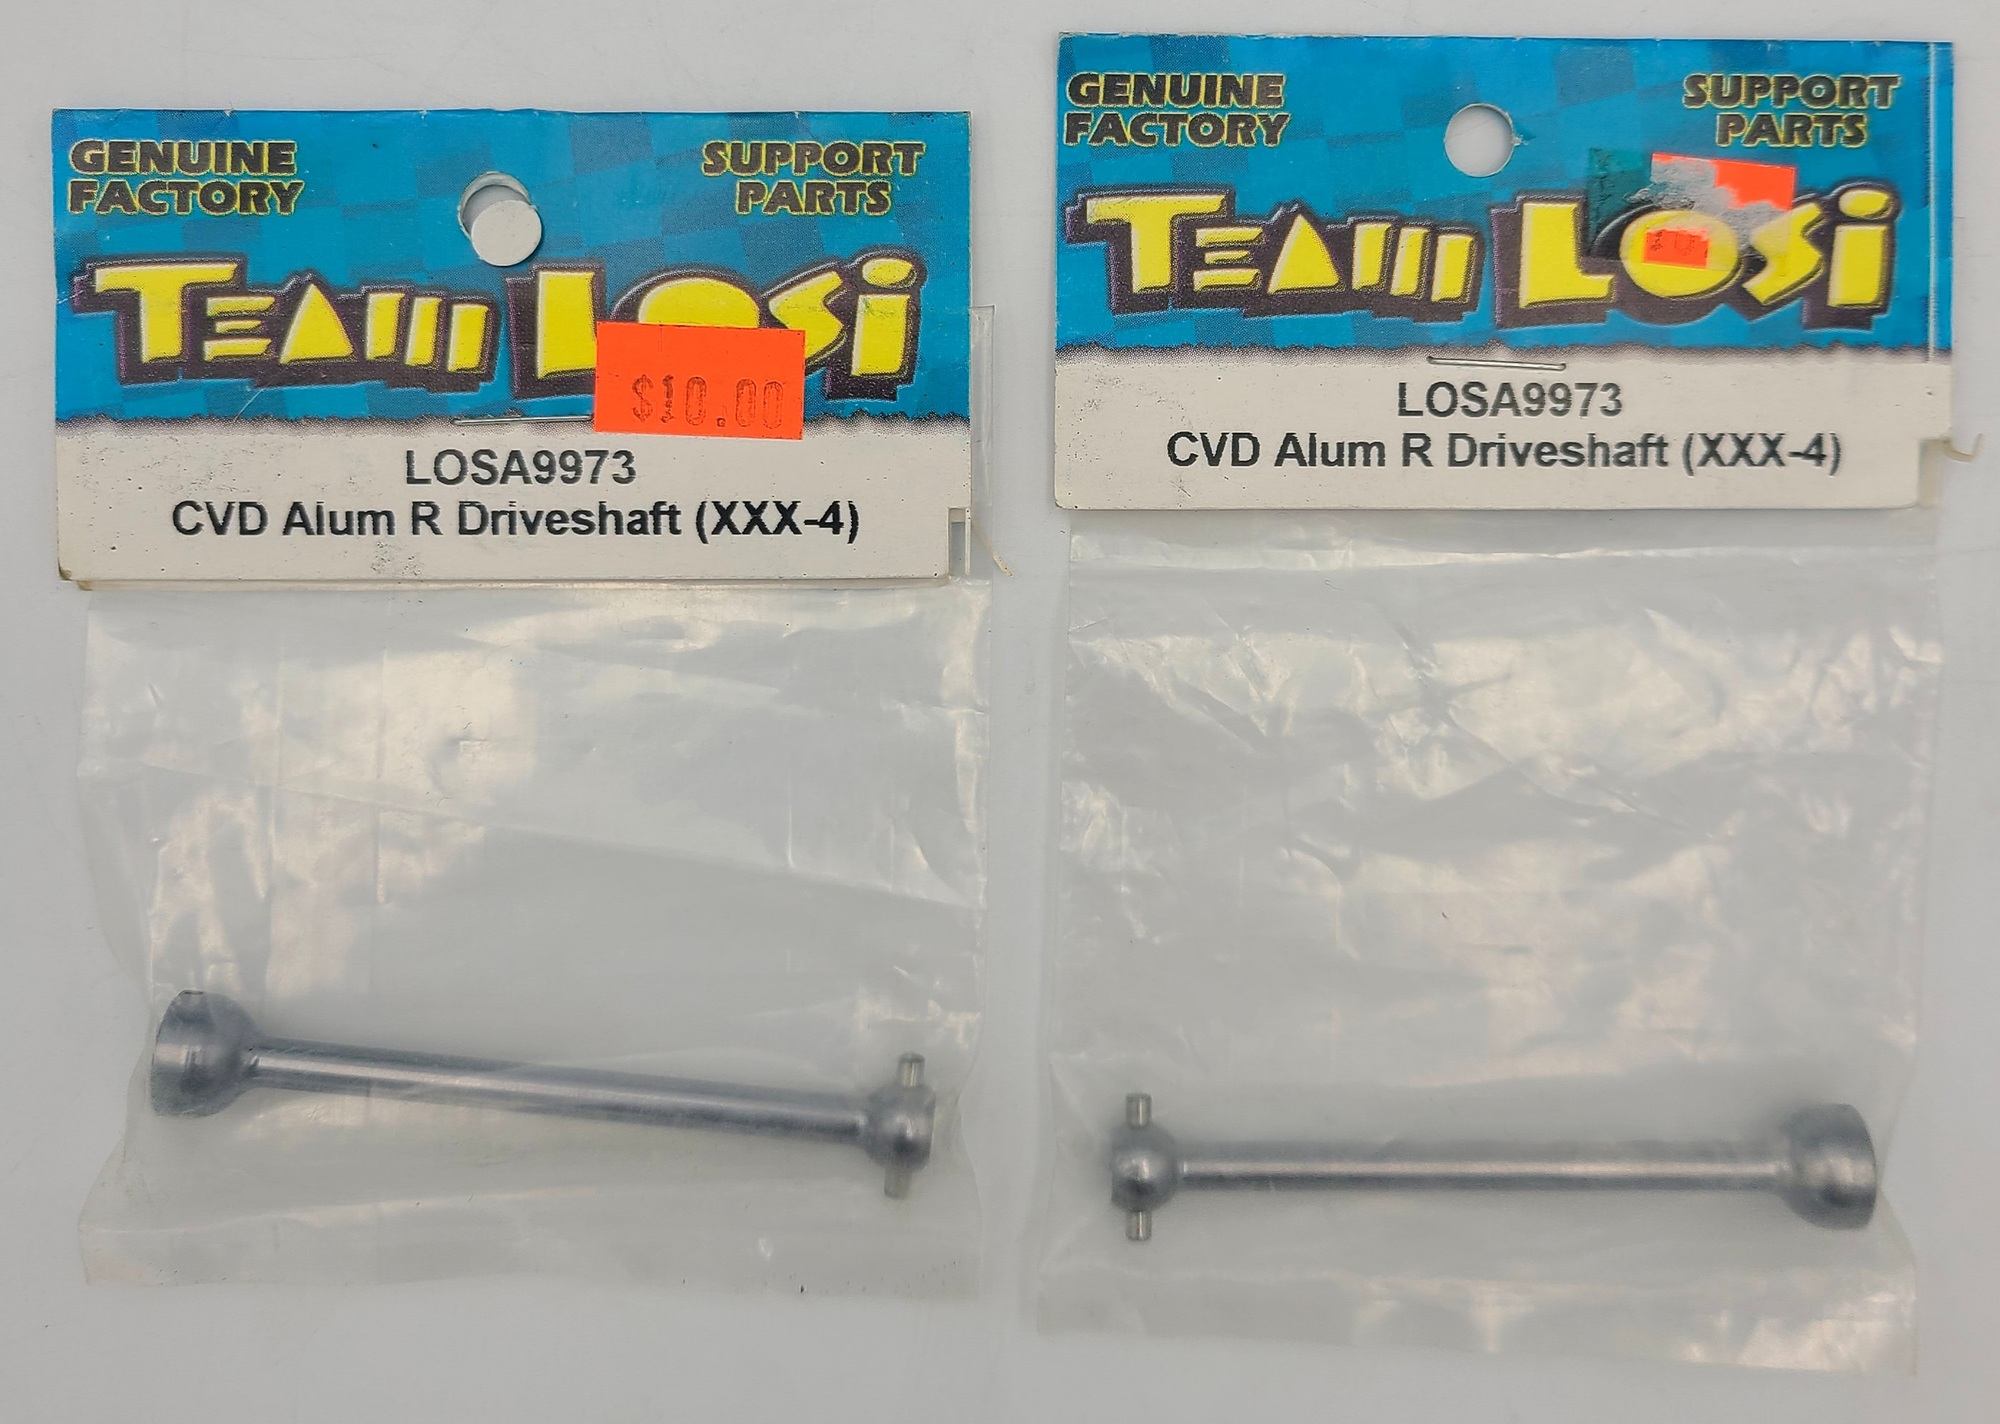 GENUINE
FACTORY
SUPPORT
PARTS
TEAM LOSI
$10.00
LOSA9973
CVD Alum R Driveshaft (XXX-4)
GENUINE
FACTORY
SUPPORT
PARTS
TEAM LOSI
LOSA9973
CVD Alum R Driveshaft (XXX-4)